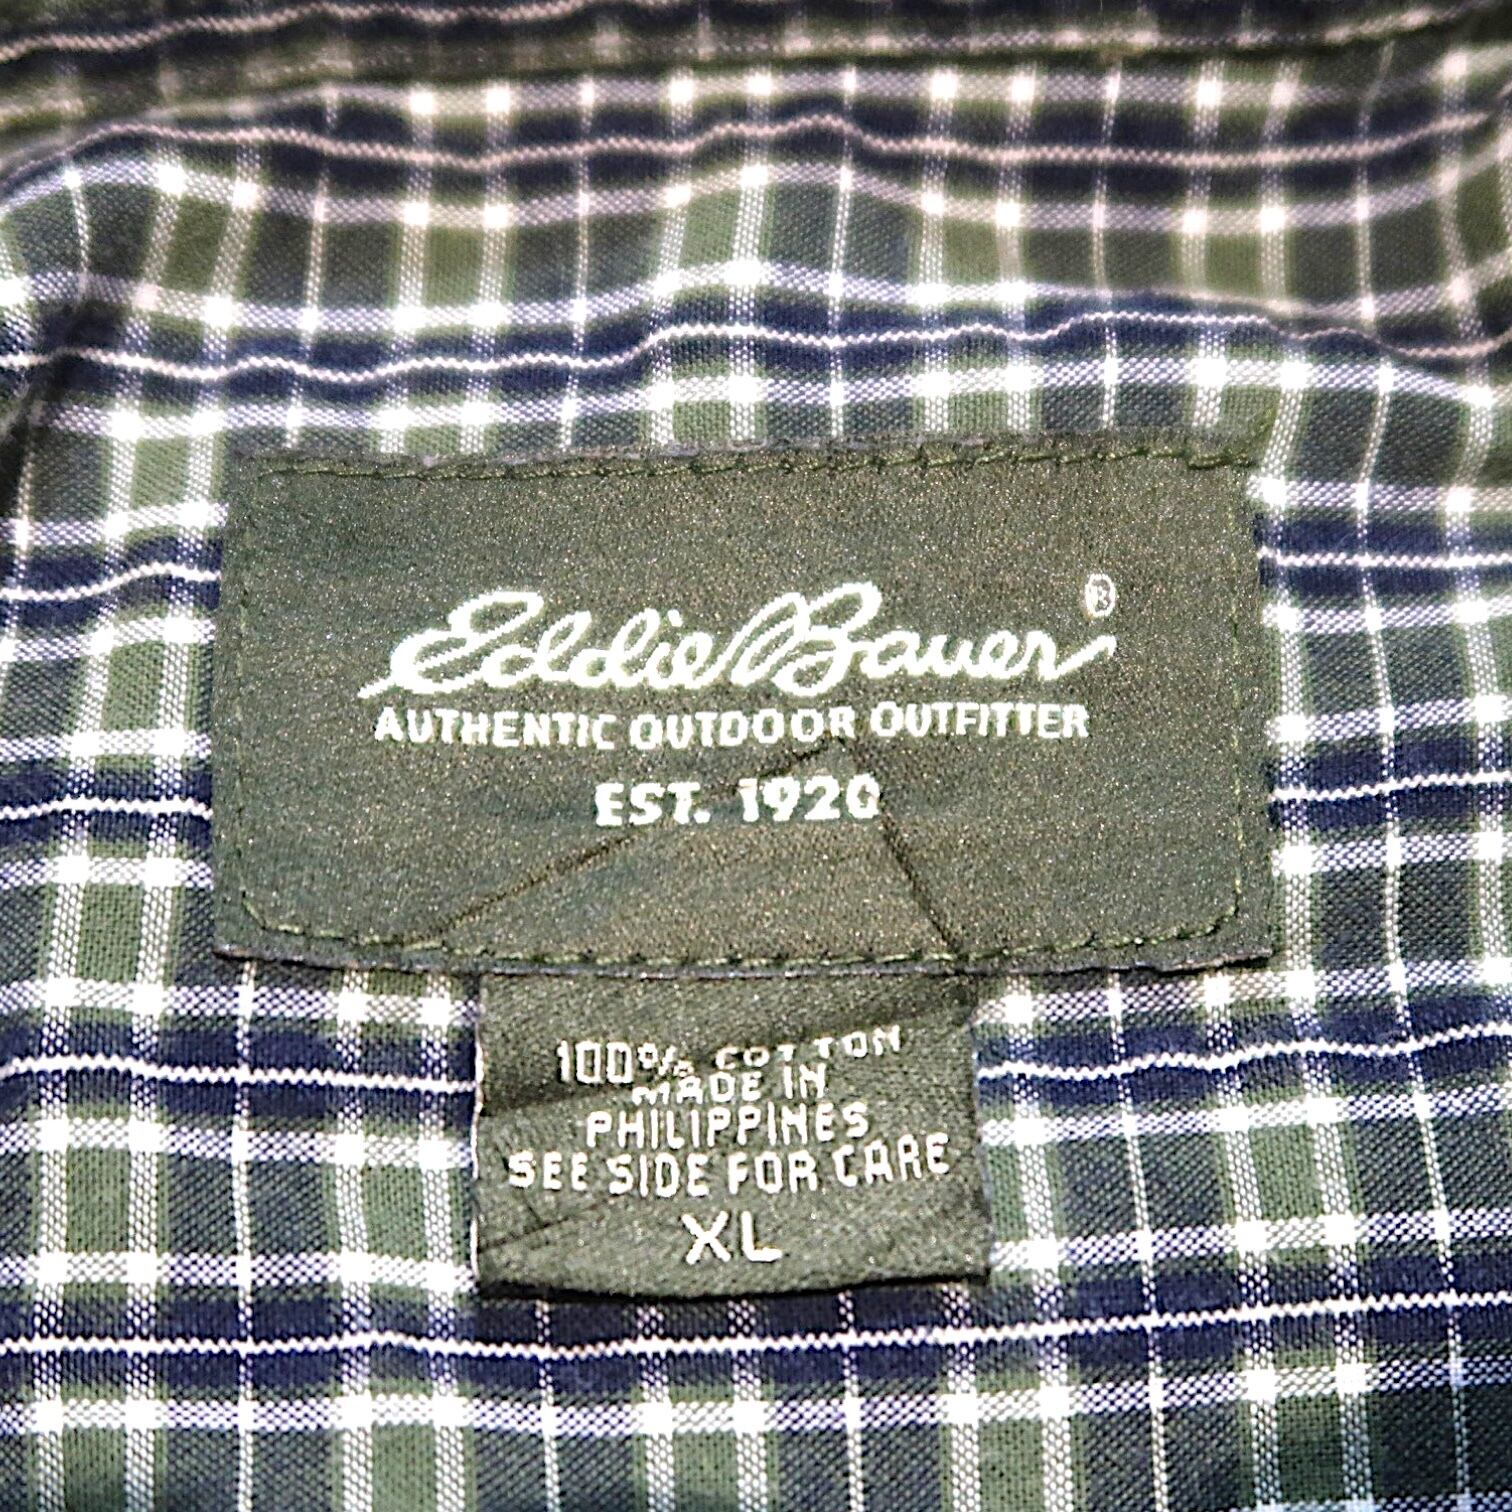 Eddie Bauer®
AUTHENTIC OUTDOOR OUTFITTER
EST. 1920
100% COTTON
MADE IN
PHILIPPINES
SEE SIDE FOR CARE
XL